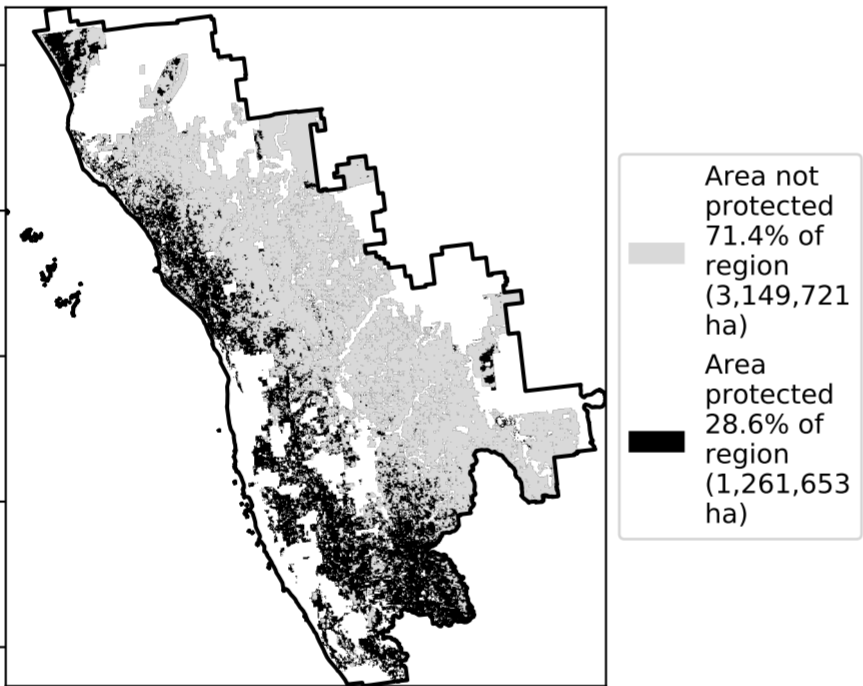 Area not
protected
71.4% of
region
(3,149,721
ha)
Area
protected
28.6% of
region
(1,261,653
ha)